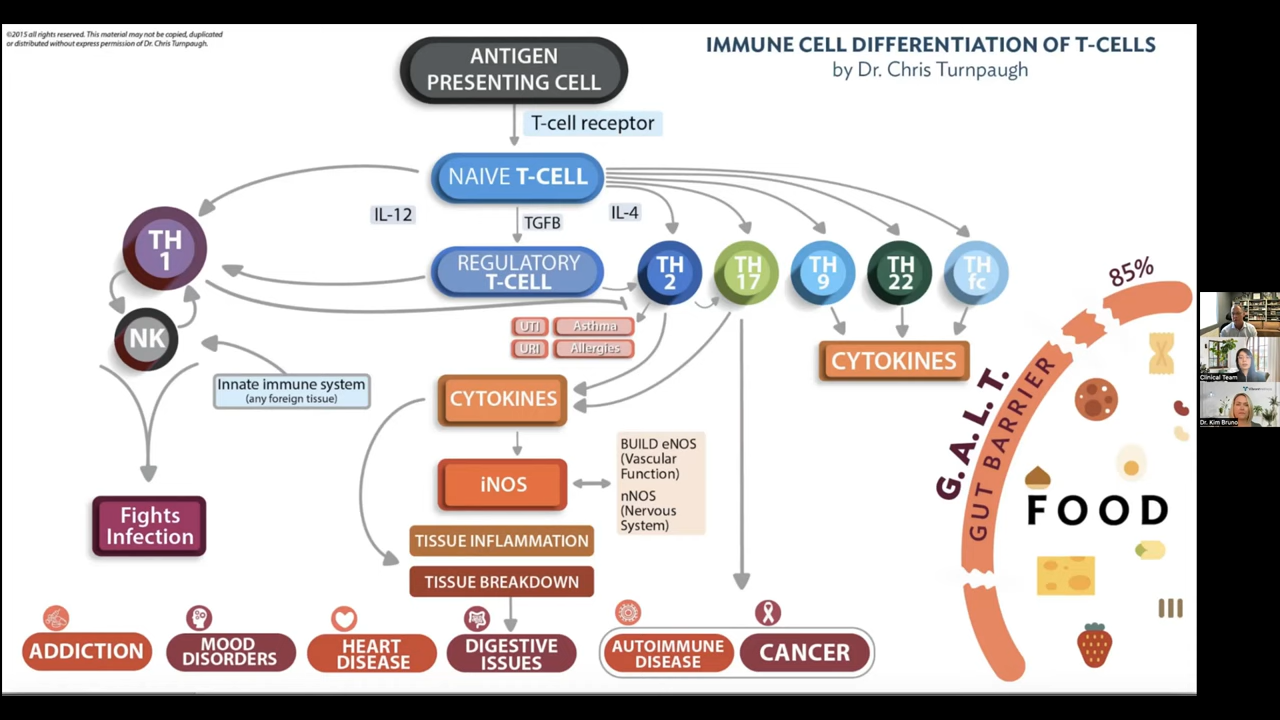 ©2015 all rights reserved. This material may not be copied, duplicated
or distributed without express permission of Dr. Chris Turnpaugh.
IMMUNE CELL DIFFERENTIATION OF T-CELLS
by Dr. Chris Turnpaugh
ANTIGEN
PRESENTING CELL
T-cell receptor
NAIVE T-CELL
IL-12
TGFB
IL-4
TH
1
REGULATORY
T-CELL
TH
2
TH
17
TH
9
TH
22
TH
fc
NK
UTI
Asthma
URI
Allergies
CYTOKINES
Innate immune system
(any foreign tissue)
CYTOKINES
iNOS
BUILD eNOS
(Vascular
Function)
nNOS
(Nervous
System)
Fights
Infection
TISSUE INFLAMMATION
TISSUE BREAKDOWN
ADDICTION
MOOD
DISORDERS
HEART
DISEASE
DIGESTIVE
ISSUES
AUTOIMMUNE
DISEASE
CANCER
85%
G. A. L. T.
GUT BARRIER
FOOD
Clinical Team
Dr. Kim Bruno